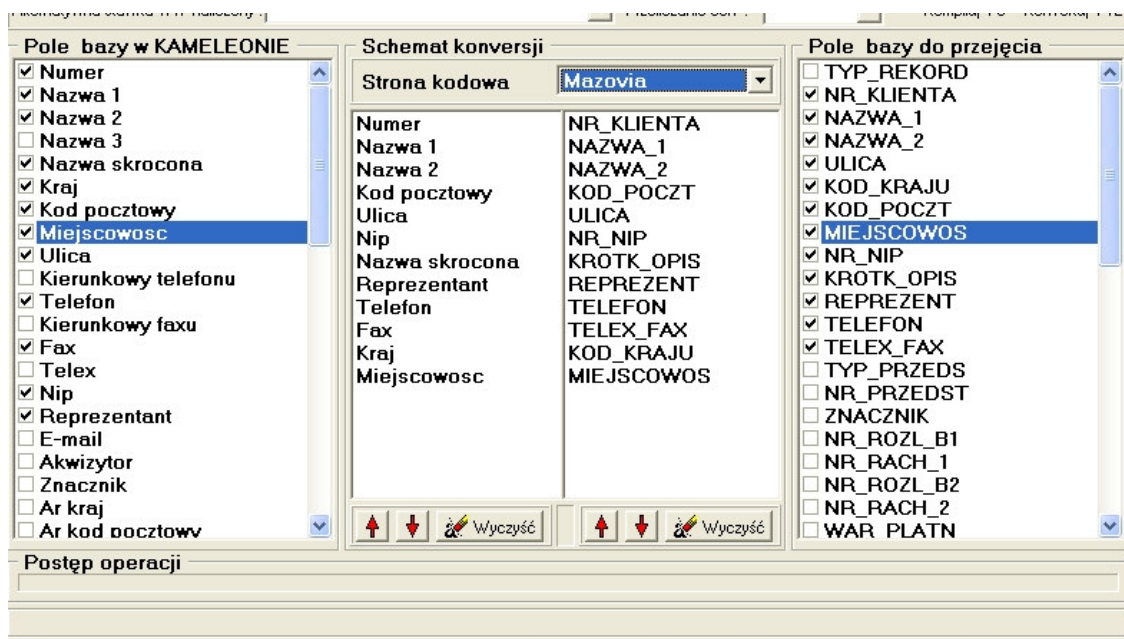 Pole bazy w KAMELEONIE
Numer
Nazwa 1
Nazwa 2
Nazwa 3
Nazwa skrocona
Kraj
Kod pocztowy
Miejscowosc
Ulica
Kierunkowy telefonu
Telefon
Kierunkowy faxu
Fax
Telex
Nip
Reprezentant
E-mail
Akwizytor
Znacznik
Ar kraj
Ar kod pocztowy
Schemat konversji
Strona kodowa Mazovia
Numer NR_KLIENTA
Nazwa 1 NAZWA_1
Nazwa 2 NAZWA_2
Kod pocztowy KOD_POCZT
Ulica ULICA
Nip NR_NIP
Nazwa skrocona KROTK_OPIS
Reprezentant REPREZENT
Telefon TELEFON
Fax TELEX_FAX
Kraj KOD_KRAJU
Miejscowosc MIEJSCOWOS
Wyczyść Wyczyść
Pole bazy do przejęcia
TYP_REKORD
NR_KLIENTA
NAZWA_1
NAZWA_2
ULICA
KOD_KRAJU
KOD_POCZT
MIEJSCOWOS
NR_NIP
KROTK_OPIS
REPREZENT
TELEFON
TELEX_FAX
TYP_PRZEDS
NR_PRZEDST
ZNACZNIK
NR_ROZL_B1
NR_RACH_1
NR_ROZL_B2
NR_RACH_2
WAR_PLATN
Postęp operacji